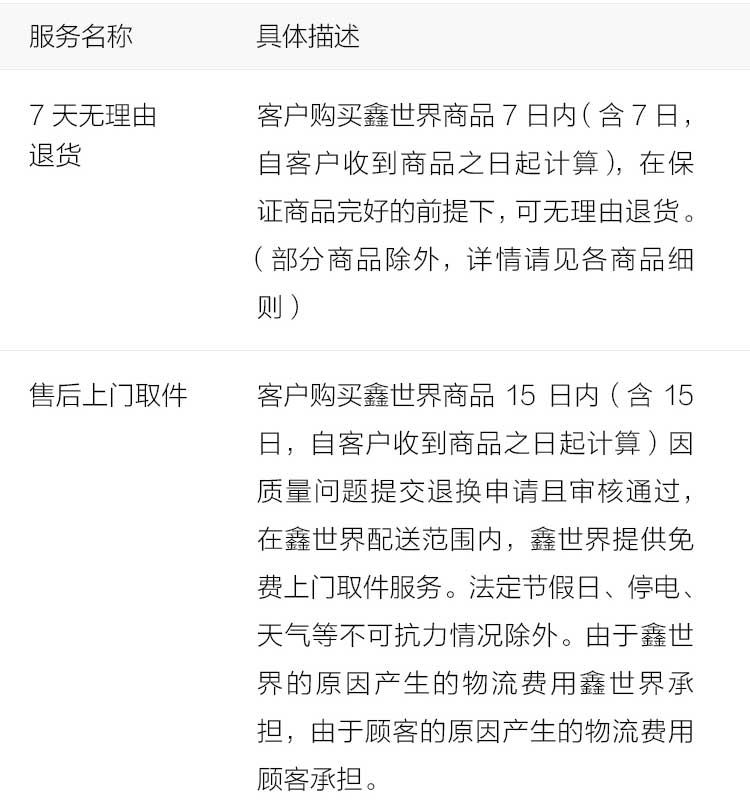 服务名称 具体描述
7 天无理由
退货
客户购买鑫世界商品 7 日内（含 7 日，
自客户收到商品之日起计算），在保
证商品完好的前提下，可无理由退货。
（部分商品除外，详情请见各商品细
则）
售后上门取件
客户购买鑫世界商品 15 日内（含 15
日，自客户收到商品之日起计算）因
质量问题提交退换申请且审核通过，
在鑫世界配送范围内，鑫世界提供免
费上门取件服务。法定节假日、停电、
天气等不可抗力情况除外。由于鑫世
界的原因产生的物流费用鑫世界承
担，由于顾客的原因产生的物流费用
顾客承担。